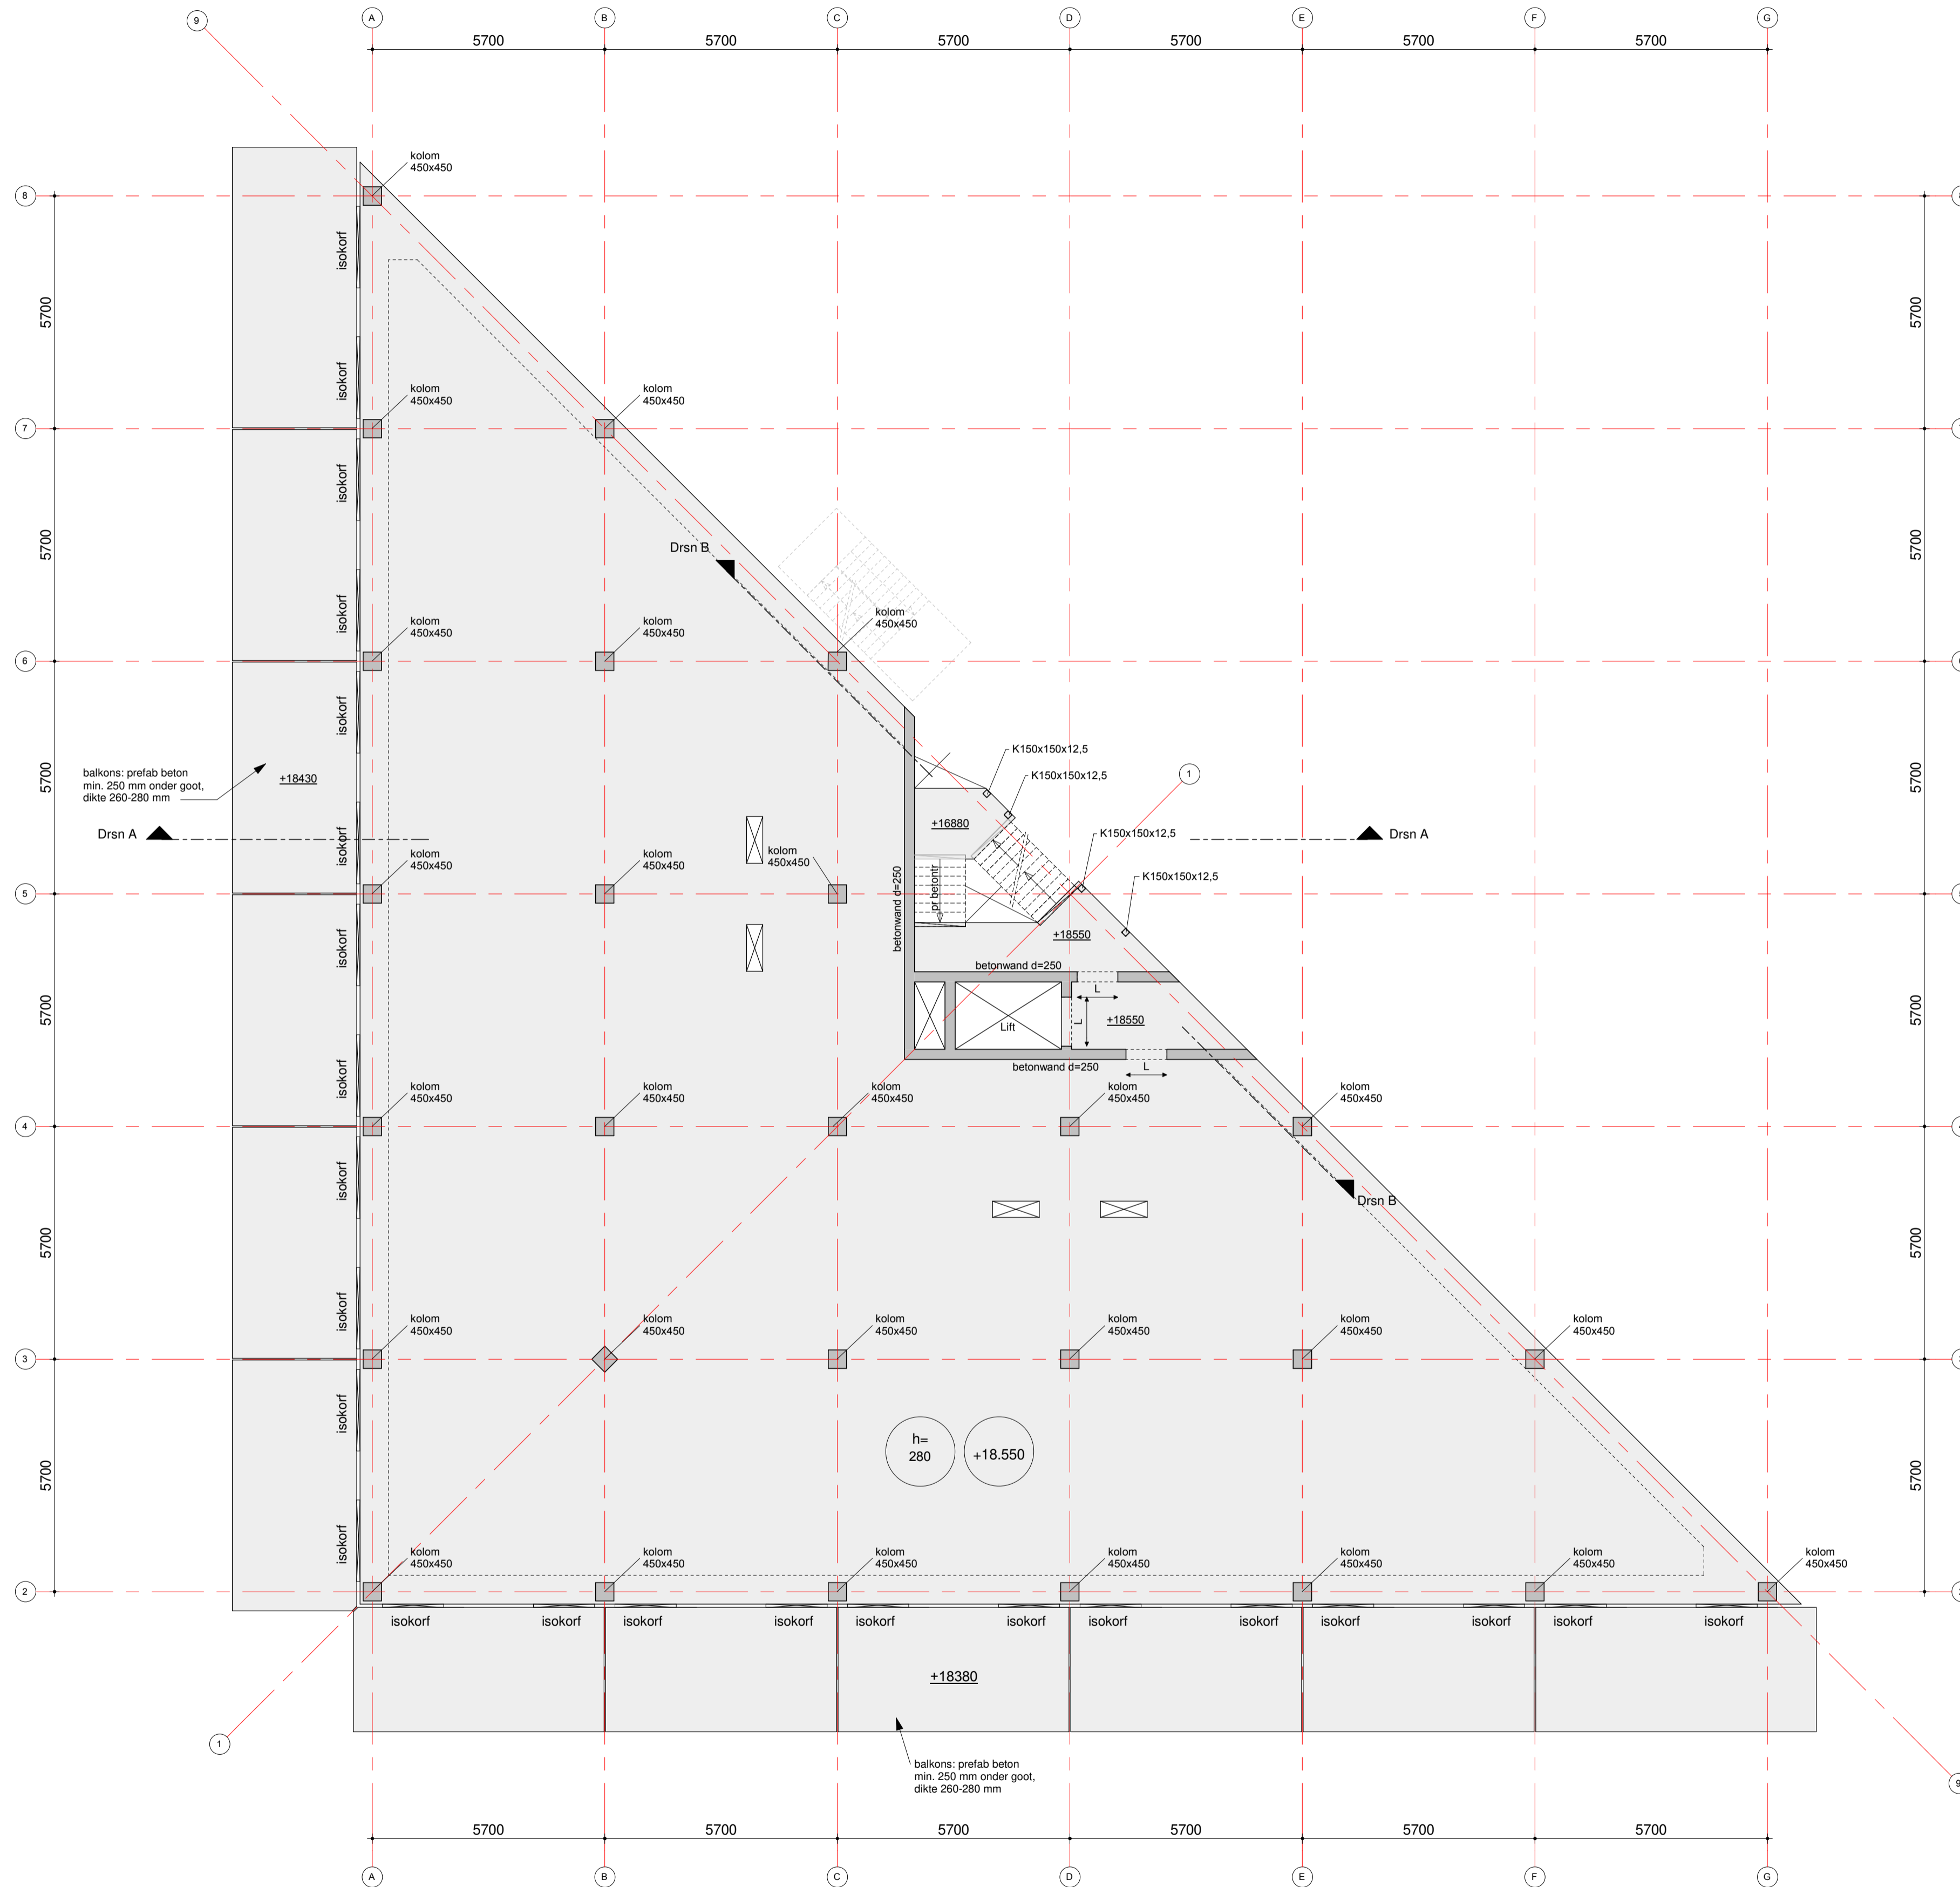 9
A
B
C
D
E
F
G
5700
5700
5700
5700
5700
5700
kolom
450x450
8
isokorf
5700
5700
isokorf
kolom
450x450
kolom
450x450
7
isokorf
Drsn B
5700
5700
isokorf
kolom
450x450
kolom
450x450
kolom
450x450
6
isokorf
K150x150x12,5
K150x150x12,5
1
balkons: prefab beton
min. 250 mm onder goot,
dikte 260-280 mm
+18430
5700
5700
Drsn A
isokorf
+16880
K150x150x12,5
Drsn A
kolom
450x450
kolom
450x450
kolom
450x450
K150x150x12,5
5
betonwand d=250
pr betontr
isokorf
+18550
betonwand d=250
L
5700
Lift
L
+18550
5700
isokorf
betonwand d=250
L
kolom
450x450
kolom
450x450
kolom
450x450
kolom
450x450
kolom
450x450
4
isokorf
Drsn B
5700
5700
isokorf
kolom
450x450
kolom
450x450
kolom
450x450
kolom
450x450
kolom
450x450
kolom
450x450
3
isokorf
h=
280
+18.550
5700
5700
isokorf
kolom
450x450
kolom
450x450
kolom
450x450
kolom
450x450
kolom
450x450
kolom
450x450
kolom
450x450
2
isokorf
isokorf
isokorf
isokorf
isokorf
isokorf
isokorf
isokorf
isokorf
isokorf
isokorf
isokorf
+18380
1
balkons: prefab beton
min. 250 mm onder goot,
dikte 260-280 mm
5700
5700
5700
5700
5700
5700
A
B
C
D
E
F
G